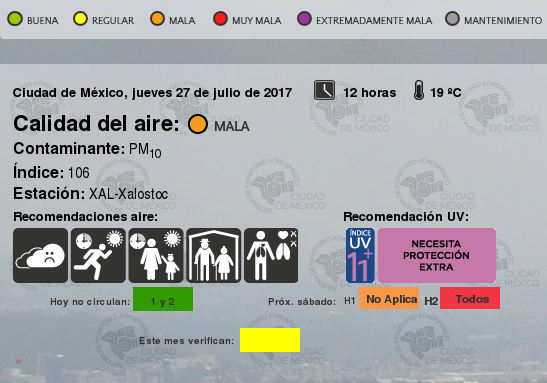 BUENA REGULAR MALA MUY MALA EXTREMADAMENTE MALA MANTENIMIENTO
Ciudad de México, jueves 27 de julio de 2017 12 horas 19 ºC
Calidad del aire: MALA
Contaminante: PM10
Índice: 106
Estación: XAL-Xalostoc
Recomendaciones aire: Recomendación UV:
ÍNDICE
UV
11+
NECESITA
PROTECCIÓN
EXTRA
Hoy no circulan: 1 y 2 Próx. sábado: H1 No Aplica H2 Todos
Este mes verifican:
CIUDAD
DE MÉXICO